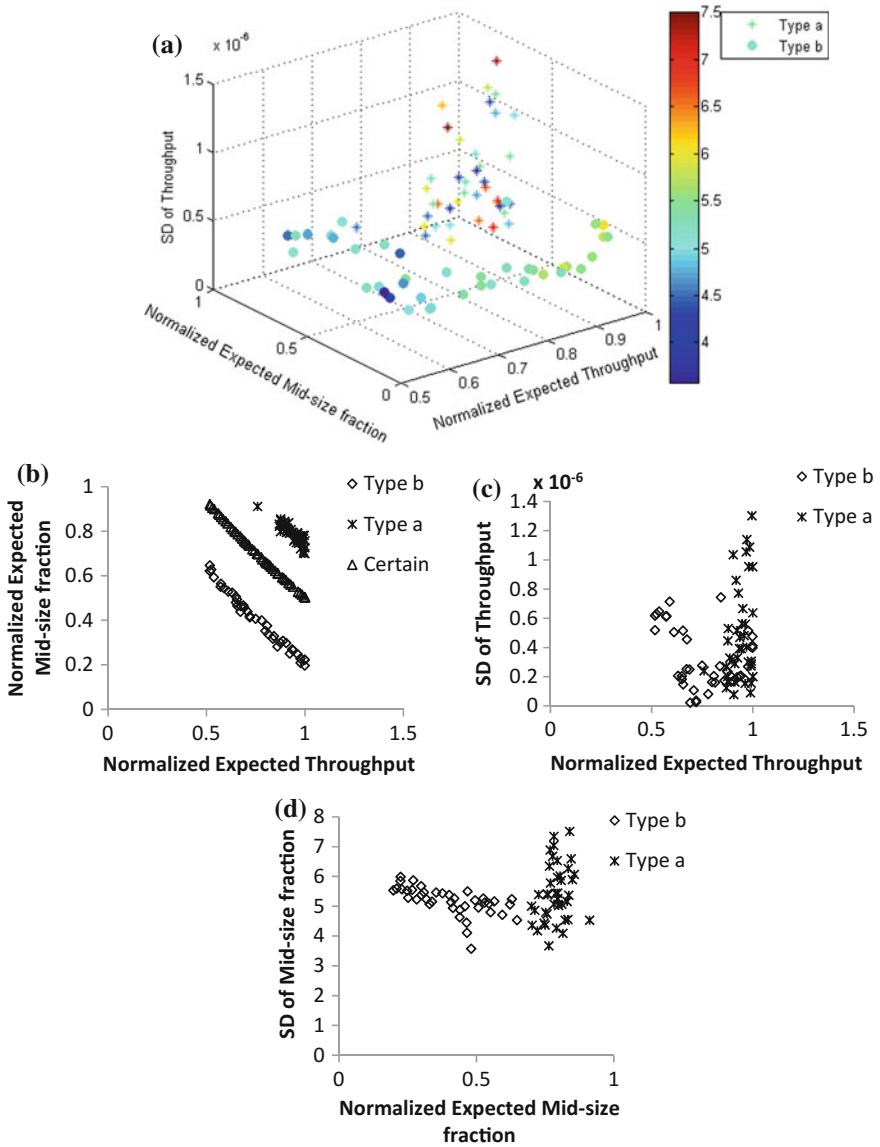 (a)
x 10⁻⁶
1.5
1
0.5
0
SD of Throughput
1
0.5
0
Normalized Expected Mid-size fraction
0.5
0.6
0.7
0.8
0.9
1
Normalized Expected Throughput
7.5
7
6.5
6
5.5
5
4.5
4
Type a
Type b
(b)
Normalized Expected
Mid-size fraction
1
0.8
0.6
0.4
0.2
0
0
0.5
1
1.5
Normalized Expected Throughput
Type b
Type a
Certain
(c)
x 10⁻⁶
SD of Throughput
1.4
1.2
1
0.8
0.6
0.4
0.2
0
0
0.5
1
1.5
Normalized Expected Throughput
Type b
Type a
(d)
SD of Mid-size fraction
8
7
6
5
4
3
2
1
0
0
0.5
1
Normalized Expected Mid-size
fraction
Type b
Type a